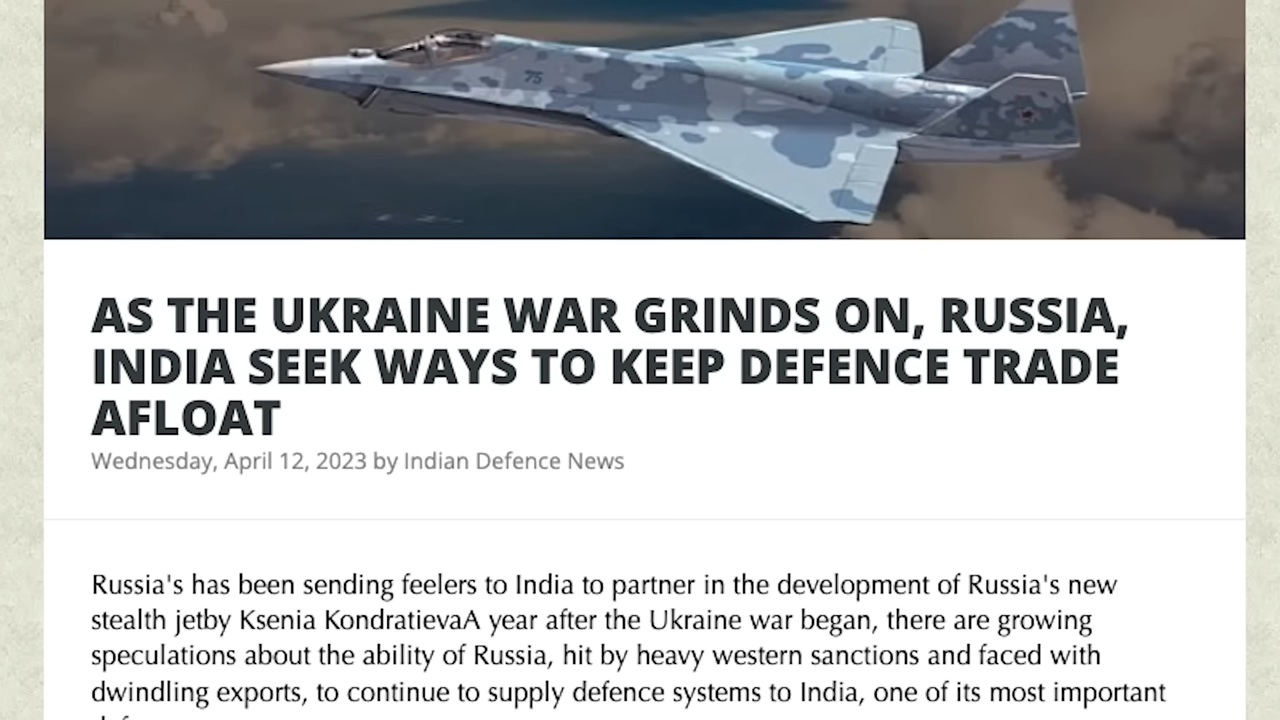 75
AS THE UKRAINE WAR GRINDS ON, RUSSIA,
INDIA SEEK WAYS TO KEEP DEFENCE TRADE
AFLOAT
Wednesday, April 12, 2023 by Indian Defence News
Russia's has been sending feelers to India to partner in the development of Russia's new
stealth jetby Ksenia KondratievaA year after the Ukraine war began, there are growing
speculations about the ability of Russia, hit by heavy western sanctions and faced with
dwindling exports, to continue to supply defence systems to India, one of its most important